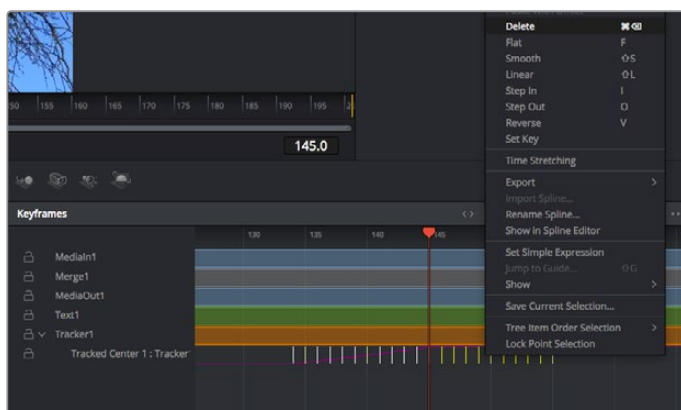 Delete ⌘⌫
Flat F
Smooth ⇧S
Linear ⇧L
Step In I
Step Out O
Reverse V
Set Key
Time Stretching
Export >
Import Spline...
Rename Spline...
Show in Spline Editor
Set Simple Expression
Jump to Guide... ⇧G
Show >
Save Current Selection...
Tree Item Order Selection >
Lock Point Selection
50 155 160 165 170 175 180 185 190 195
145.0
Keyframes
130 135 140 145
MediaIn1
Merge1
MediaOut1
Text1
Tracker1
Tracked Center 1 : Tracker